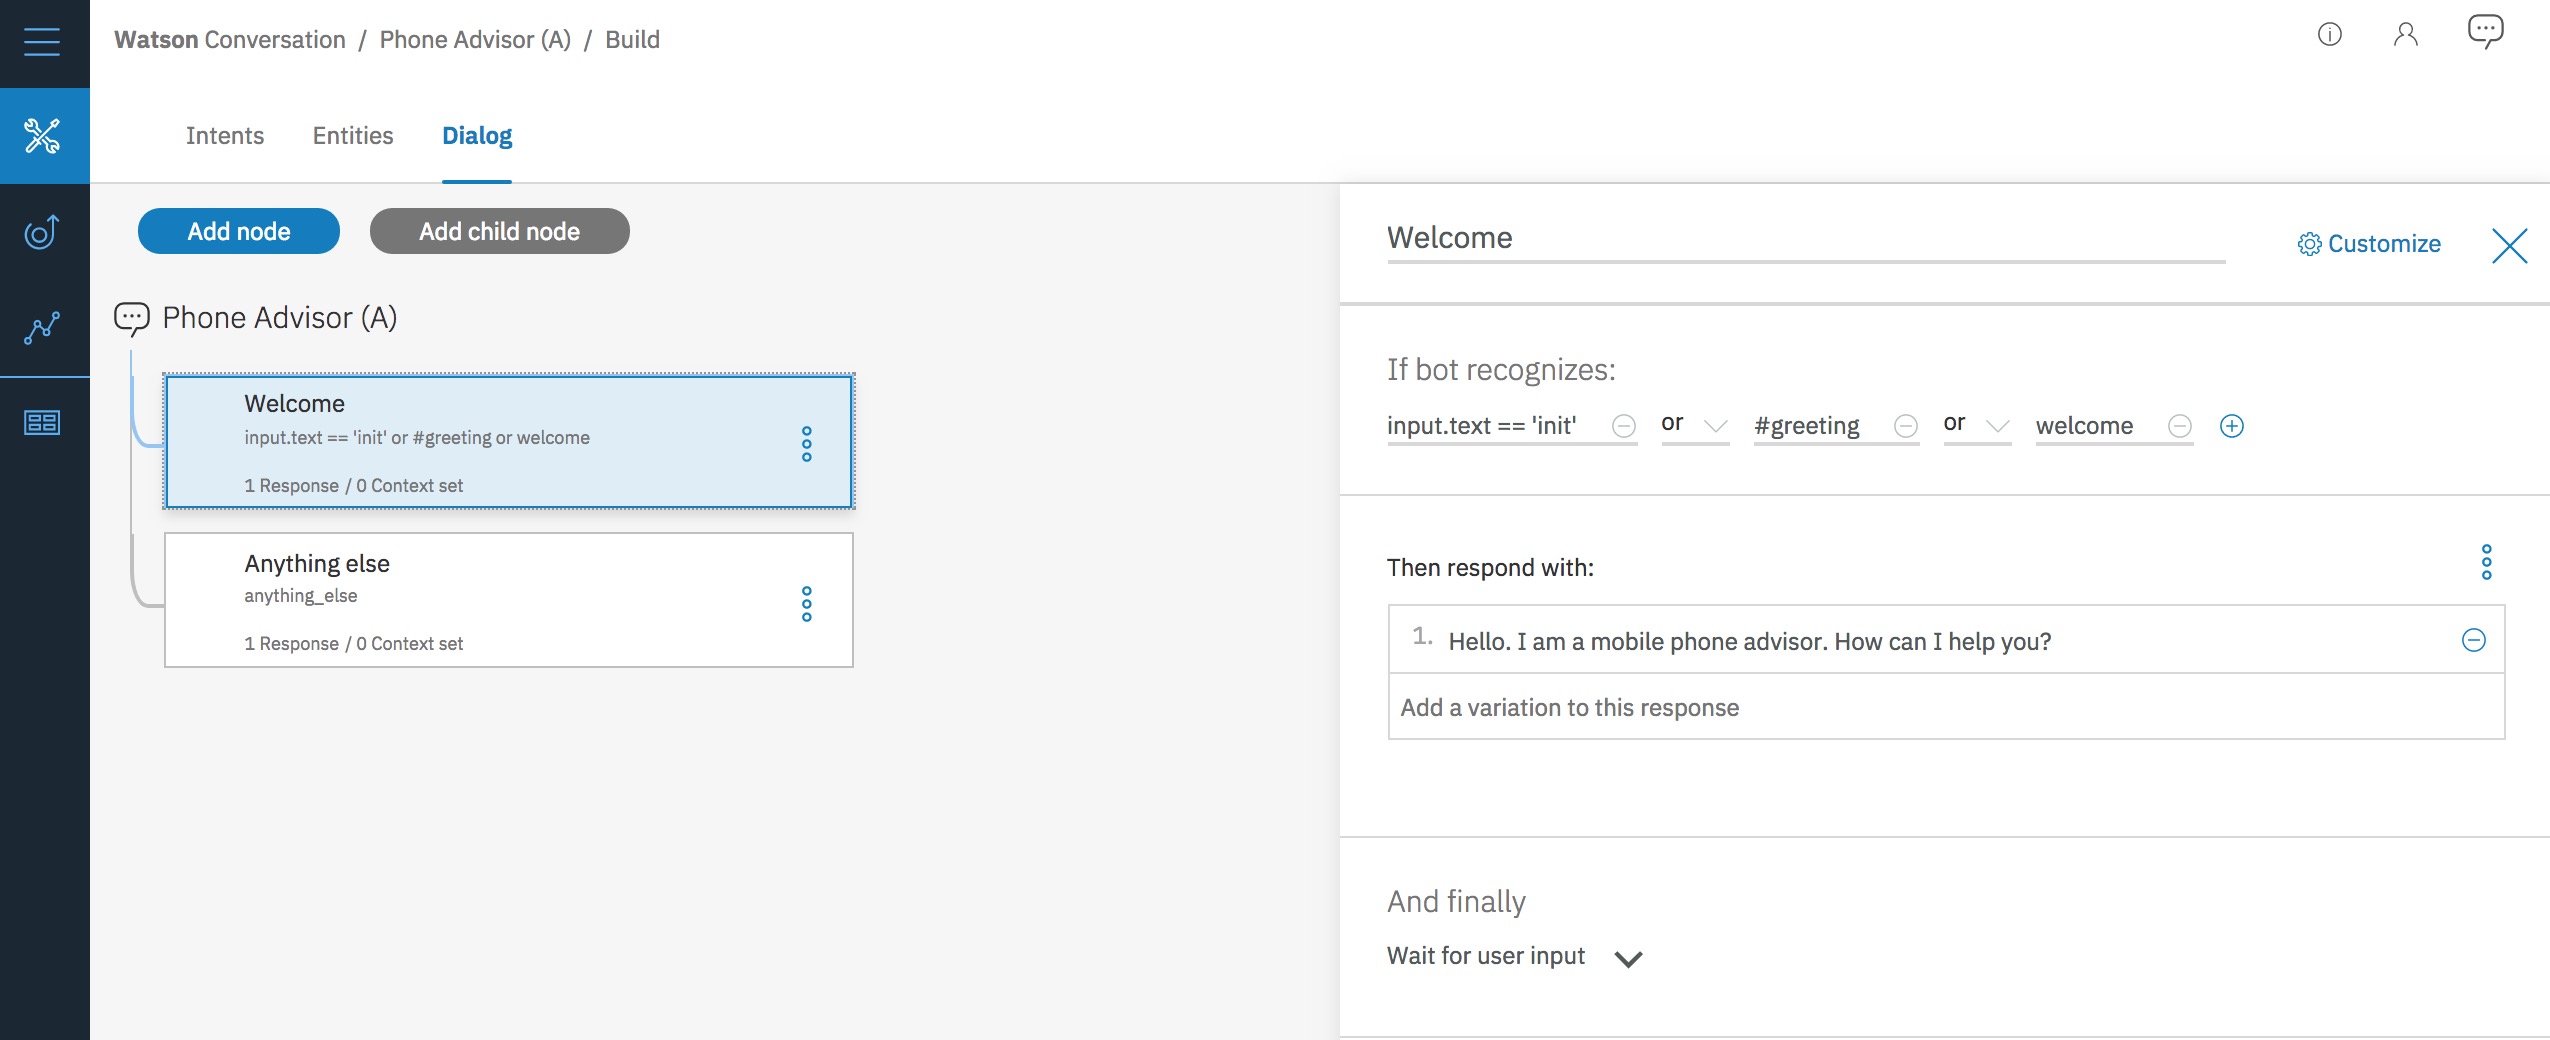 Watson Conversation / Phone Advisor (A) / Build
Intents Entities Dialog
Add node Add child node
Phone Advisor (A)
Welcome
input.text == 'init' or #greeting or welcome
1 Response / 0 Context set
Anything else
anything_else
1 Response / 0 Context set
Welcome
Customize
If bot recognizes:
input.text == 'init' or #greeting or welcome
Then respond with:
1. Hello. I am a mobile phone advisor. How can I help you?
Add a variation to this response
And finally
Wait for user input